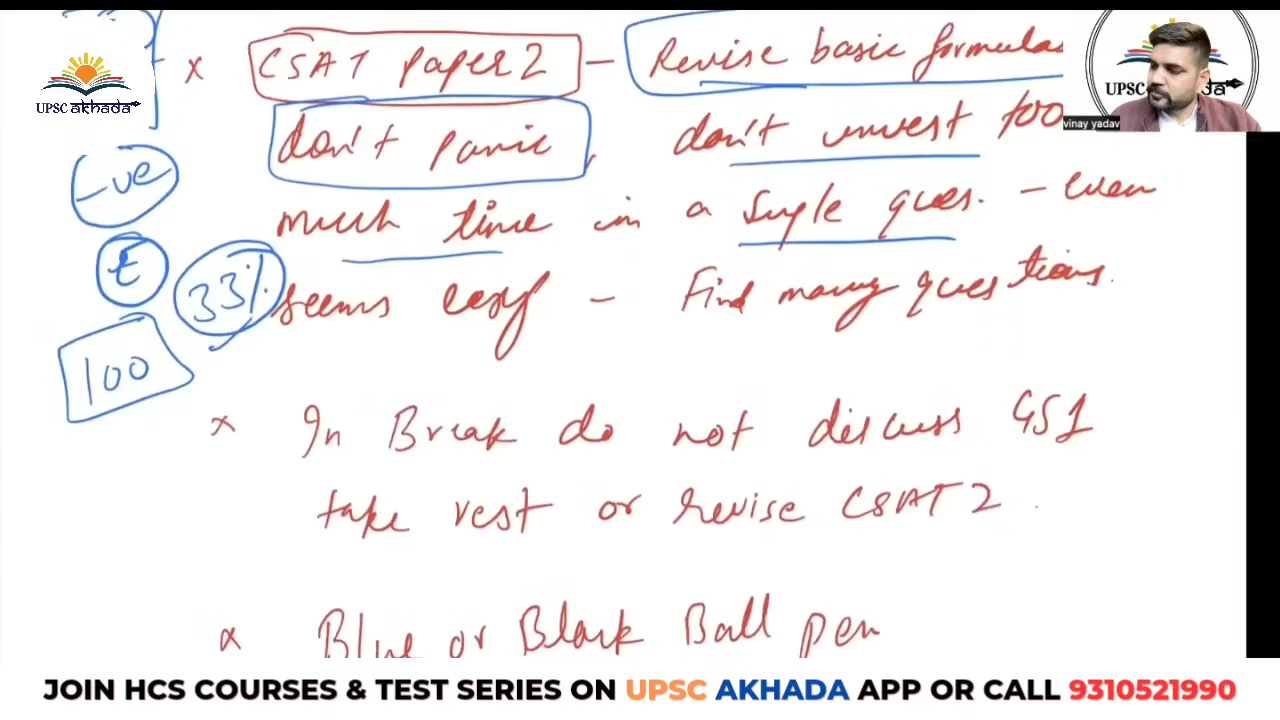 UPSC akhada
x CSAT Paper 2 - Revise basic formulas
don't panic, don't invest too
vinay yadav
-ve
much time in a Single ques. - even
E
33%
seems easy - Find many questions.
100
x In Break do not discuss GS1
take rest or revise CSAT 2
x Blue or Black Ball pen
JOIN HCS COURSES & TEST SERIES ON UPSC AKHADA APP OR CALL 9310521990